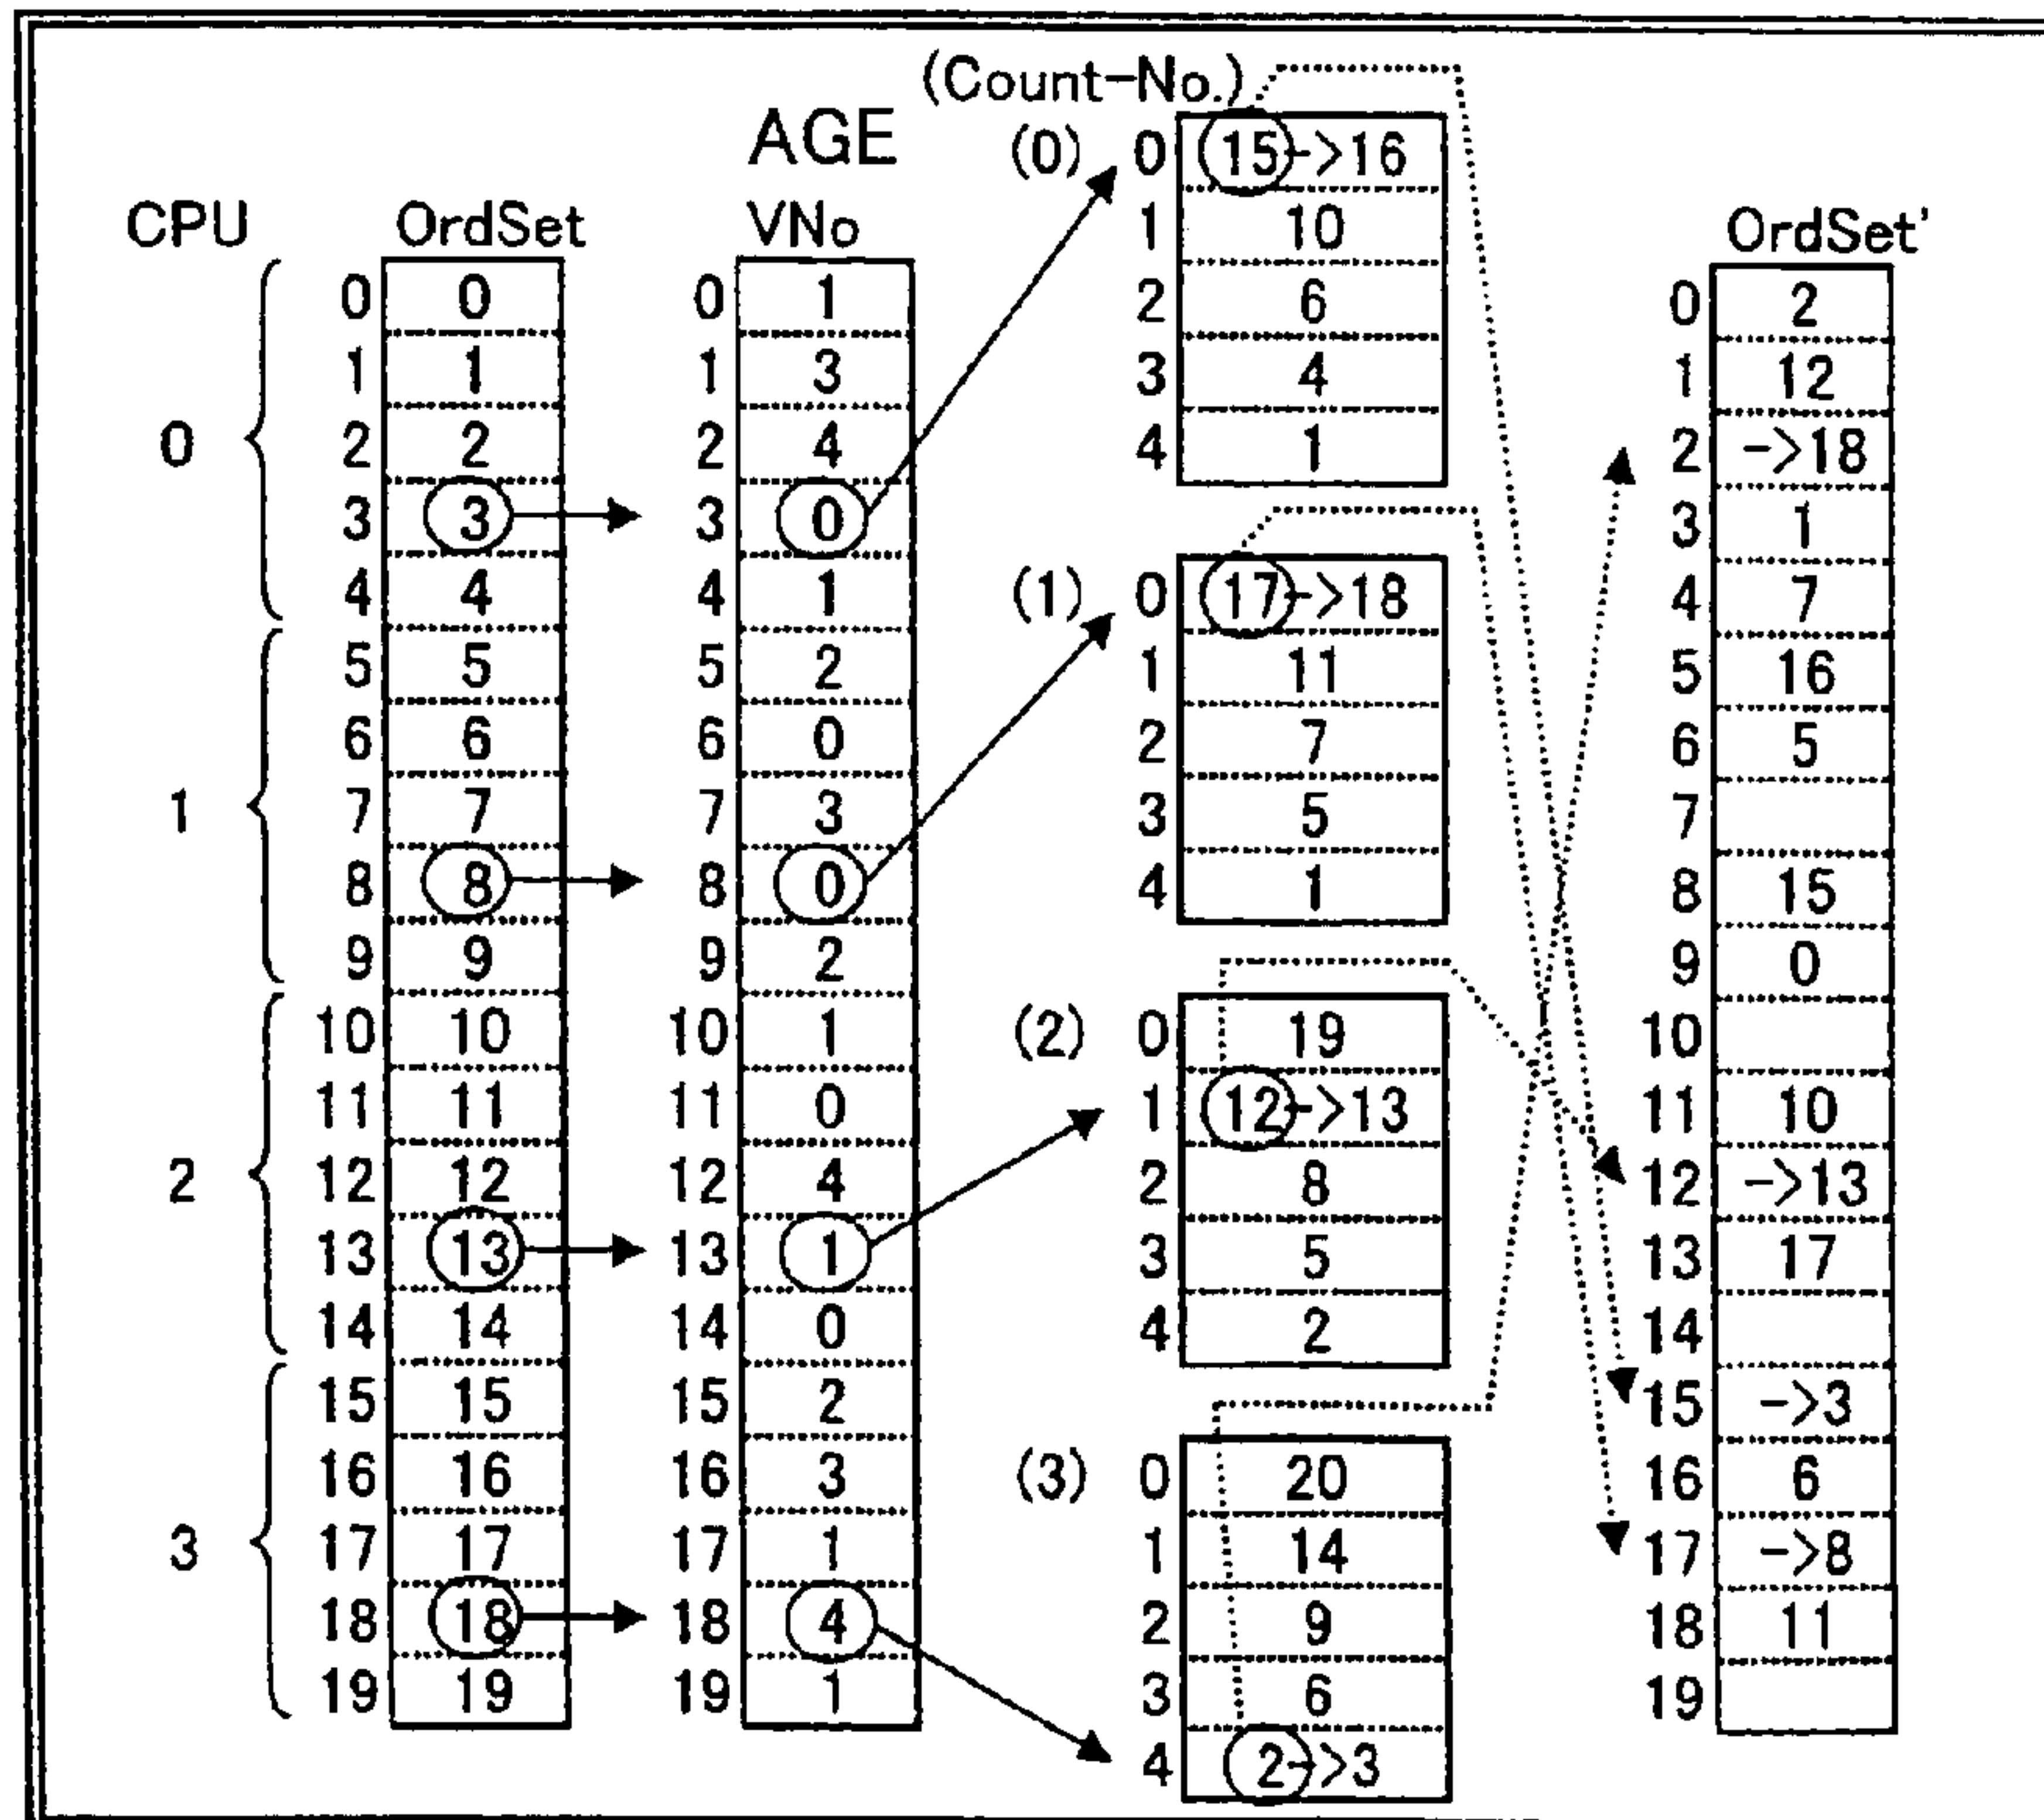 (Count-No.)
AGE
CPU OrdSet VNo OrdSet'
(0)
0 15->16
1 10
2 6
3 4
4 1
(1)
0 17->18
1 11
2 7
3 5
4 1
(2)
0 19
1 12->13
2 8
3 5
4 2
(3)
0 20
1 14
2 9
3 6
4 2->3
0
1
2
3
0 0 0 1 0 2
1 1 1 3 1 12
2 2 2 4 2 ->18
3 3 3 0 3 1
4 4 4 1 4 7
5 5 5 2 5 16
6 6 6 0 6 5
7 7 7 3 7
8 8 8 0 8 15
9 9 9 2 9 0
10 10 10 1 10
11 11 11 0 11 10
12 12 12 4 12 ->13
13 13 13 1 13 17
14 14 14 0 14
15 15 15 2 15 ->3
16 16 16 3 16 6
17 17 17 1 17 ->8
18 18 18 4 18 11
19 19 19 1 19